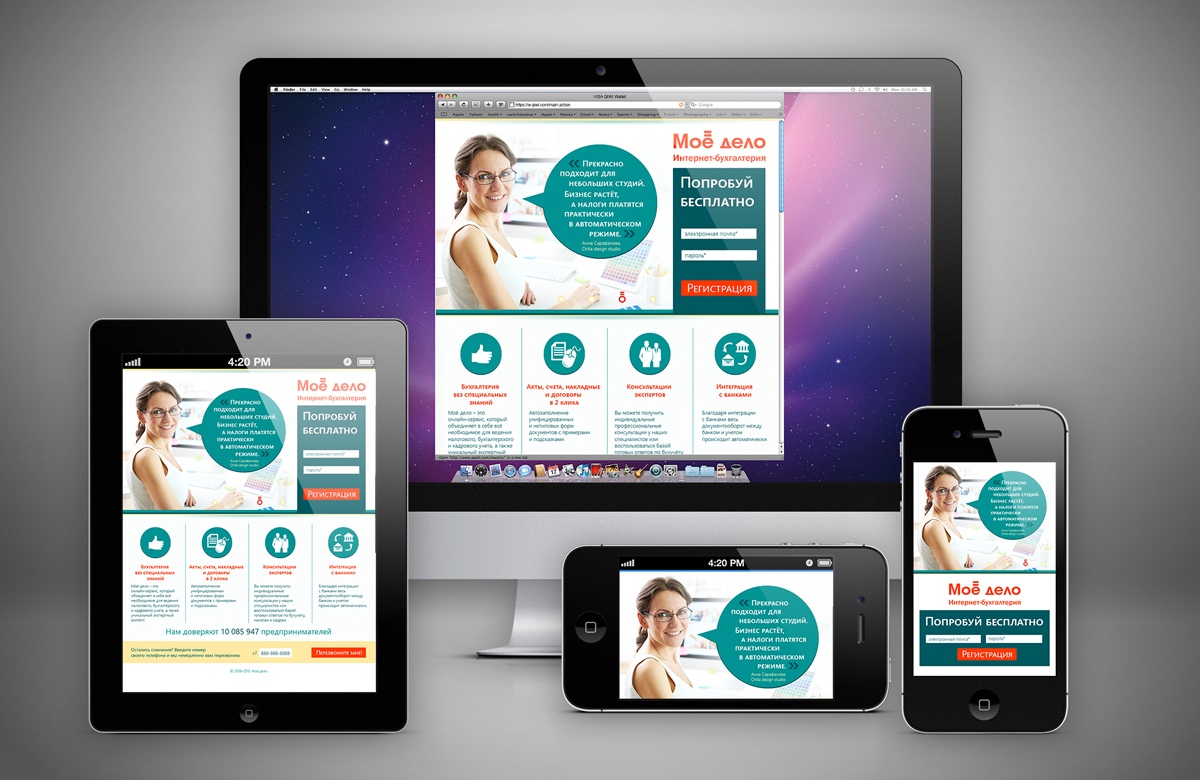 Finder File Edit View Go Window Help
VISA QIWI Wallet
https://w.qiwi.com/main.action
Google
Прекрасно
подходит для
небольших студий.
Бизнес растёт,
а налоги платятся
практически
в автоматическом
режиме.
Анна Сарафанова
Chilla design studio
Моё дело
Интернет-бухгалтерия
Попробуй
бесплатно
электронная почта*
пароль*
Регистрация
Бухгалтерия
без специальных
знаний
Моё дело – это
онлайн-сервис, который
объединяет в себе всё
необходимое для ведения
налогового, бухгалтерского
и кадрового учета, а также
Акты, счета, накладные
и договоры
в 2 клика
Автозаполнение
унифицированных
и нетиповых форм
документов с примерами
и подсказками.
Консультации
экспертов
Вы можете получить
индивидуальные
профессиональные
консультации у наших
специалистов или
воспользоваться базой
готовых ответов по бухучёту,
Интеграция
с банками
Благодаря интеграции
с банками весь
документооборот между
банком и учетом
происходит автоматически.
4:20 PM
Прекрасно
подходит для
небольших студий.
Бизнес растёт,
а налоги платятся
практически
в автоматическом
режиме.
Анна Сарафанова
Chilla design studio
Моё дело
Интернет-бухгалтерия
Попробуй
бесплатно
электронная почта*
пароль*
Регистрация
Бухгалтерия
без специальных
знаний
Моё дело – это
онлайн-сервис, который
объединяет в себе всё
необходимое для ведения
налогового, бухгалтерского
и кадрового учета, а также
уникальный экспертный
контент
Акты, счета, накладные
и договоры
в 2 клика
Автозаполнение
унифицированных
и нетиповых форм
документов с примерами
и подсказками
Консультации
экспертов
Вы можете получить
индивидуальные
профессиональные
консультации у наших
специалистов или
воспользоваться базой
готовых ответов по бухучёту,
налогам и кадрам
Интеграция
с банками
Благодаря интеграции
с банками весь
документооборот между
банком и учетом
происходит автоматически
Нам доверяют 10 085 947 предпринимателей
Остались сомнения? Введите номер
своего телефона и мы немедленно вам перезвоним.
+7 888-888-8888
Перезвоните мне!
© 2009–2013. Моё дело
4:20 PM
Прекрасно
подходит для
небольших студий.
Бизнес растёт,
а налоги платятся
практически
в автоматическом
режиме.
Анна Сарафанова
Chilla design studio
Прекрасно
подходит для
небольших студий.
Бизнес растёт,
а налоги платятся
практически
в автоматическом
режиме.
Анна Сарафанова
Chilla design studio
Моё дело
Интернет-бухгалтерия
Попробуй бесплатно
электронная почта*
пароль*
Регистрация